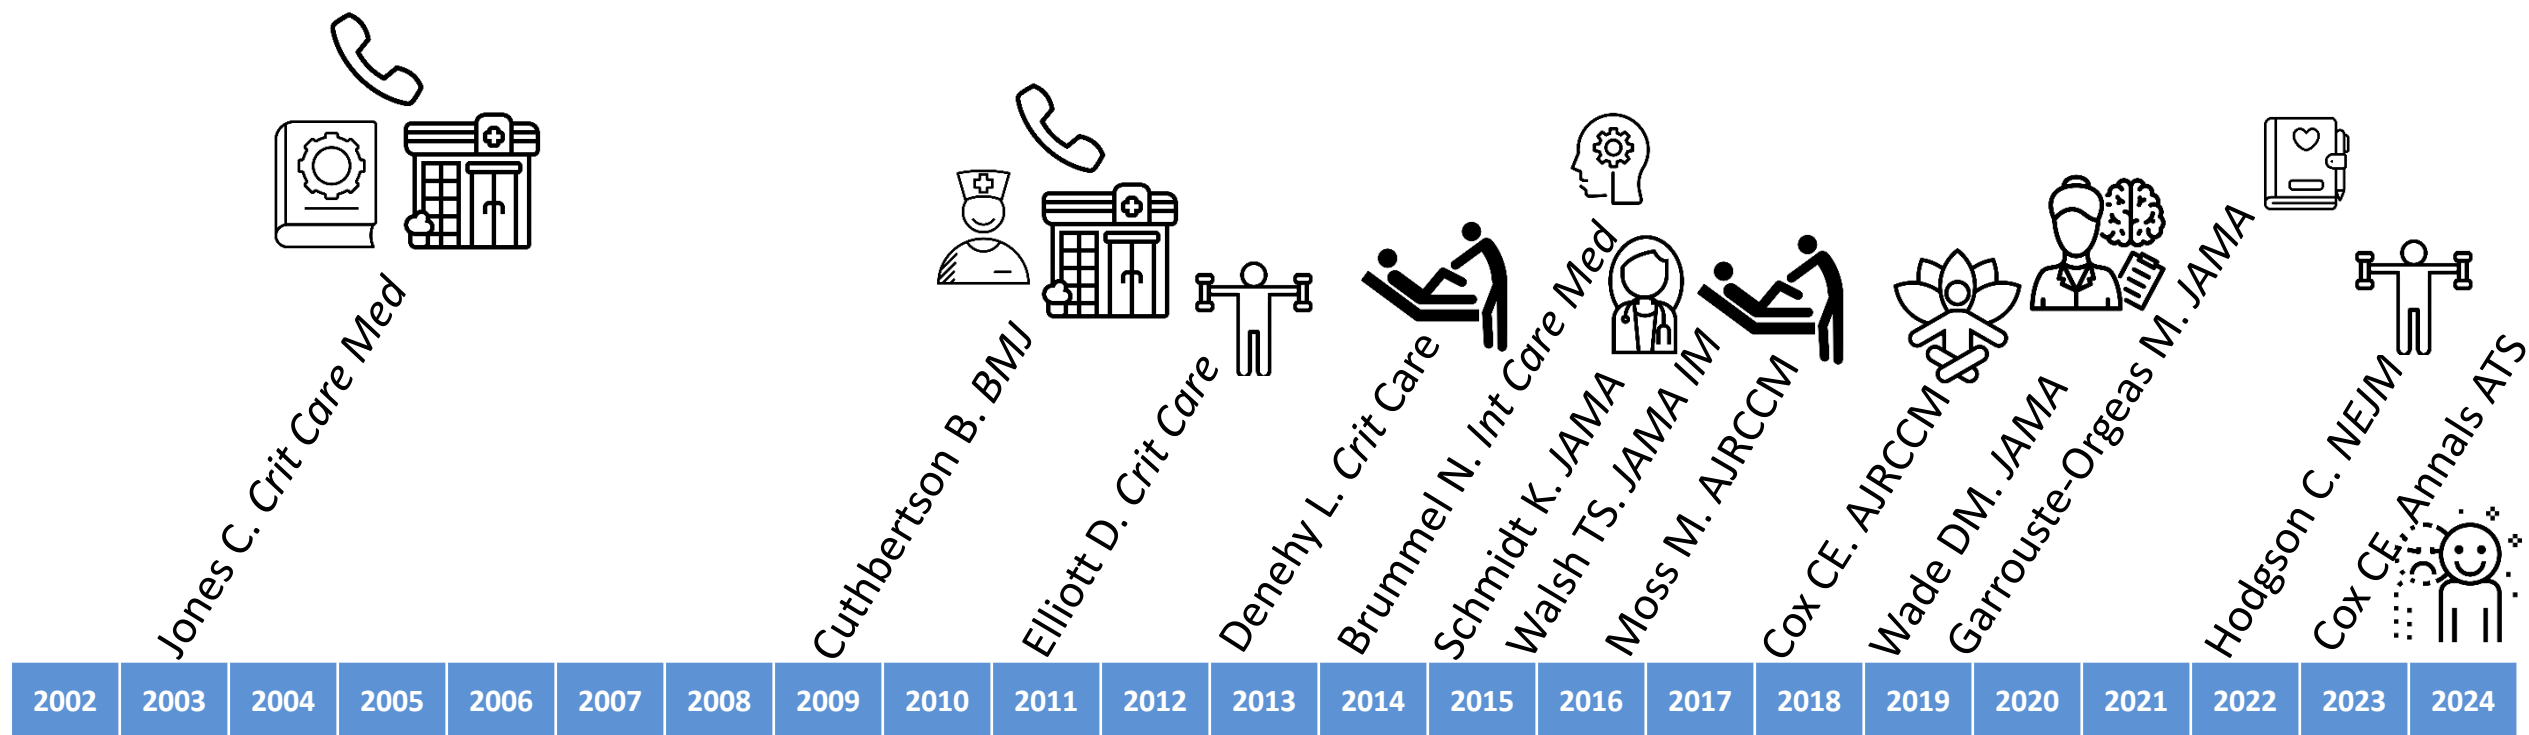 Jones C. Crit Care Med
Cuthbertson B. BMJ
Elliott D. Crit Care
Denehy L. Crit Care
Brummel N. Int Care Med
Schmidt K. JAMA
Walsh TS. JAMA IM
Moss M. AJRCCM
Cox CE. AJRCCM
Wade DM. JAMA
Garrouste-Orgeas M. JAMA
Hodgson C. NEJM
Cox CE. Annals ATS
2002 2003 2004 2005 2006 2007 2008 2009 2010 2011 2012 2013 2014 2015 2016 2017 2018 2019 2020 2021 2022 2023 2024